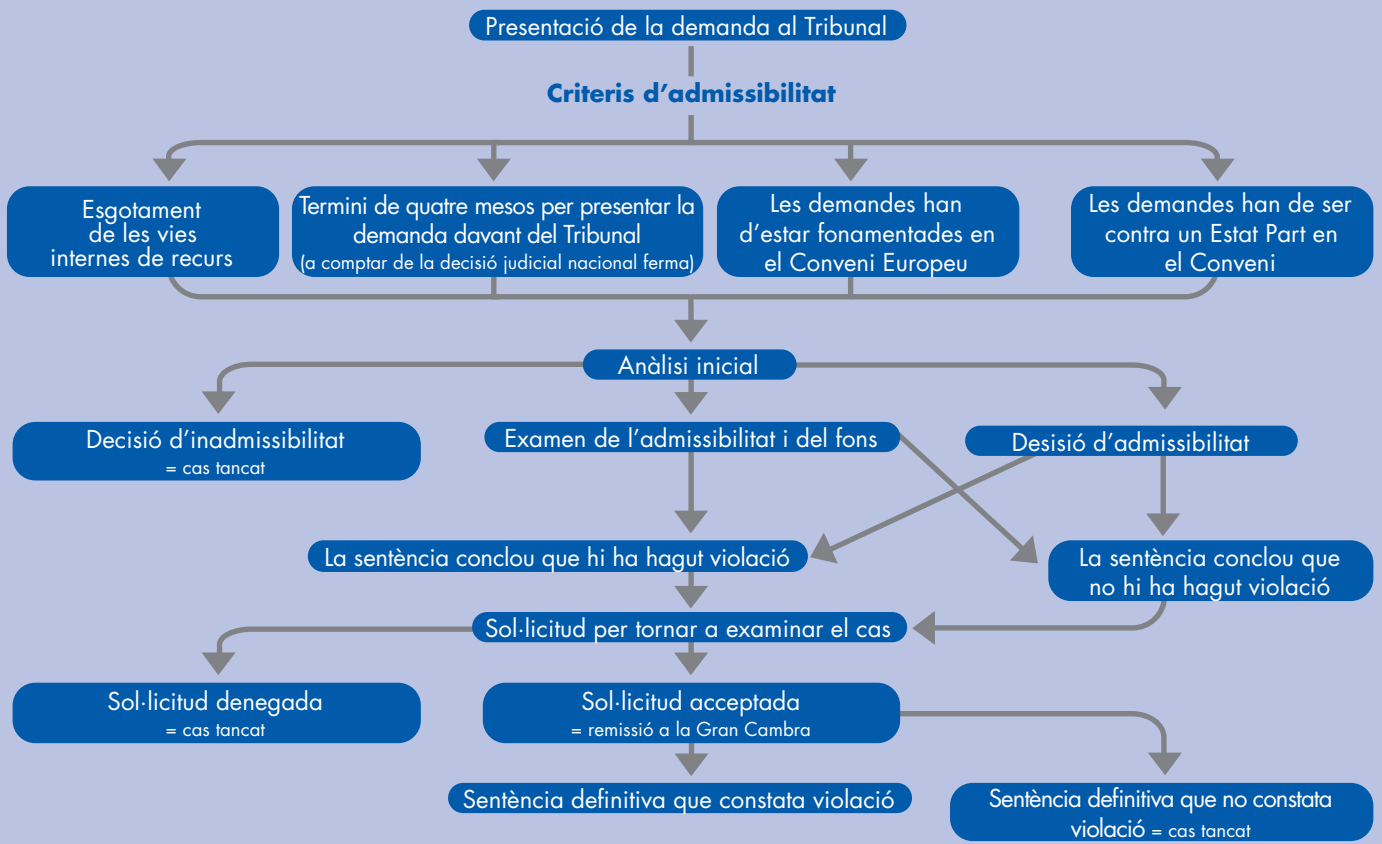 Presentació de la demanda al Tribunal
Criteris d'admissibilitat
Esgotament
de les vies
internes de recurs
Termini de quatre mesos per presentar la
demanda davant del Tribunal
(a comptar de la decisió judicial nacional ferma)
Les demandes han
d'estar fonamentades en
el Conveni Europeu
Les demandes han de ser
contra un Estat Part en
el Conveni
Anàlisi inicial
Decisió d'inadmissibilitat
= cas tancat
Examen de l'admissibilitat i del fons
Desisió d'admissibilitat
La sentència conclou que hi ha hagut violació
La sentència conclou que
no hi ha hagut violació
Sol·licitud per tornar a examinar el cas
Sol·licitud denegada
= cas tancat
Sol·licitud acceptada
= remissió a la Gran Cambra
Sentència definitiva que constata violació
Sentència definitiva que no constata
violació = cas tancat